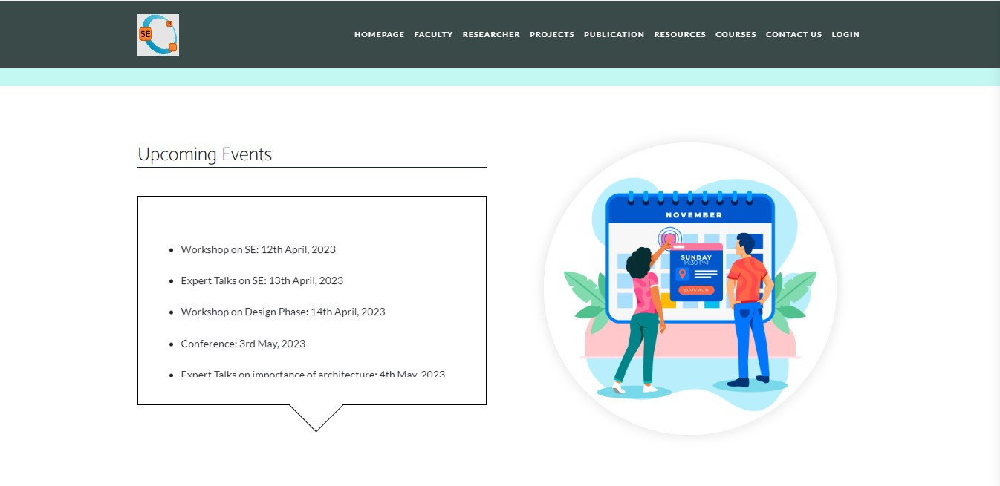 SE
R
L
HOMEPAGE FACULTY RESEARCHER PROJECTS PUBLICATION RESOURCES COURSES CONTACT US LOGIN
Upcoming Events
Workshop on SE: 12th April, 2023
Expert Talks on SE: 13th April, 2023
Workshop on Design Phase: 14th April, 2023
Conference: 3rd May, 2023
Expert Talks on importance of architecture: 4th May, 2023
NOVEMBER
SUNDAY
14:30 PM
BOOK NOW